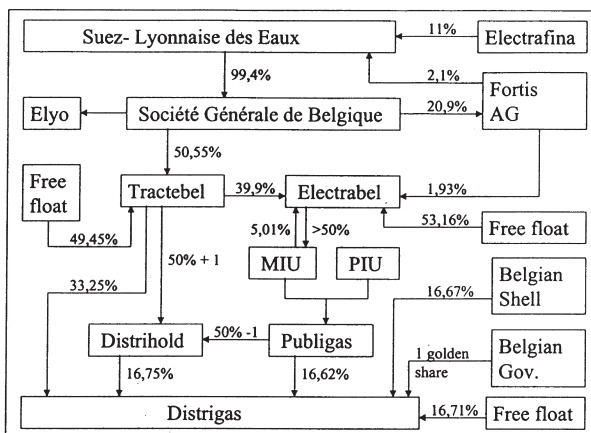 Suez- Lyonnaise des Eaux
11%
Electrafina
99,4%
2,1%
Fortis
AG
Elyo
Société Générale de Belgique
20,9%
50,55%
Free
float
Tractebel
39,9%
Electrabel
1,93%
49,45%
53,16%
Free float
5,01%
>50%
50% + 1
MIU
PIU
33,25%
16,67%
Belgian
Shell
Distrihold
50% -1
Publigas
1 golden
share
Belgian
Gov.
16,75%
16,62%
Distrigas
16,71%
Free float